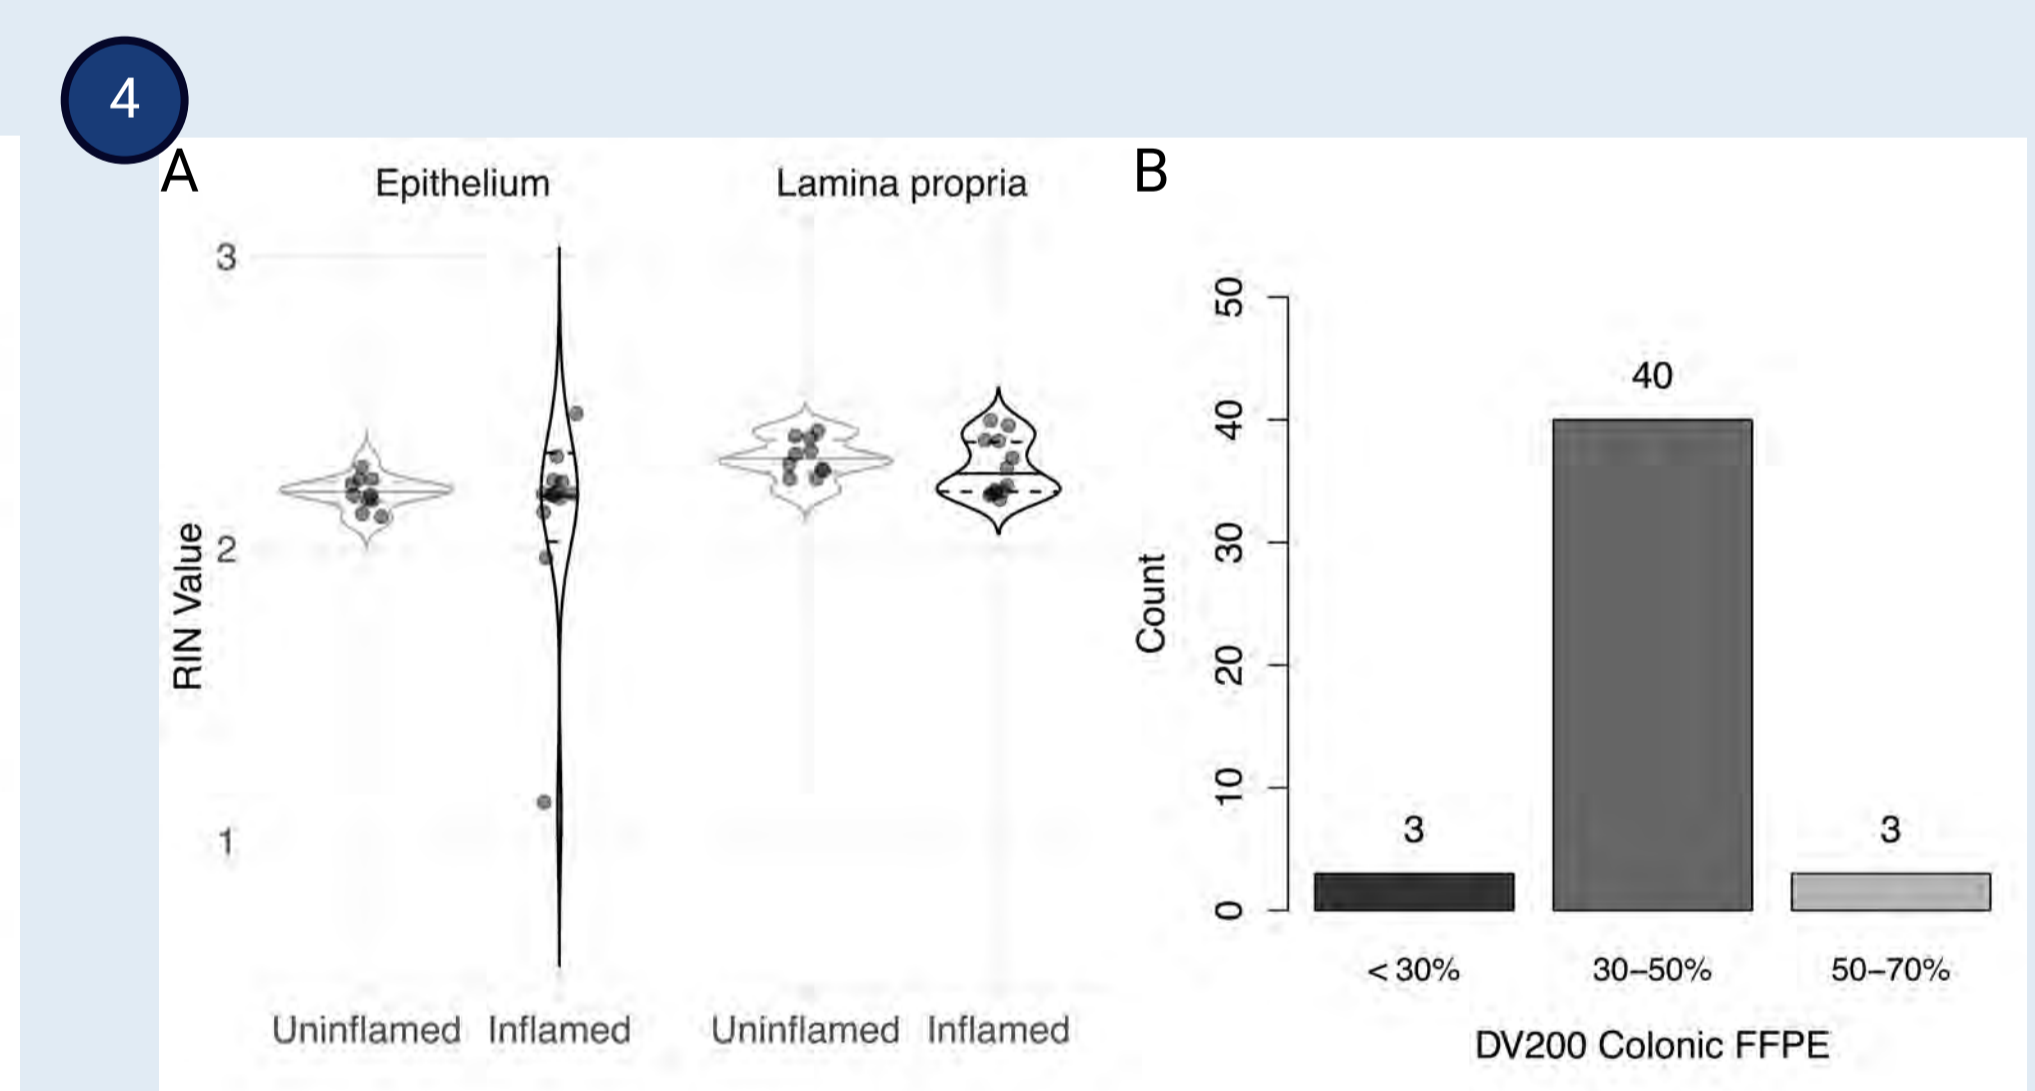 4
A
Epithelium
Lamina propria
3
2
1
RIN Value
Uninflamed
Inflamed
Uninflamed
Inflamed
B
50
40
30
20
10
0
Count
3
40
3
<30%
30–50%
50–70%
DV200 Colonic FFPE